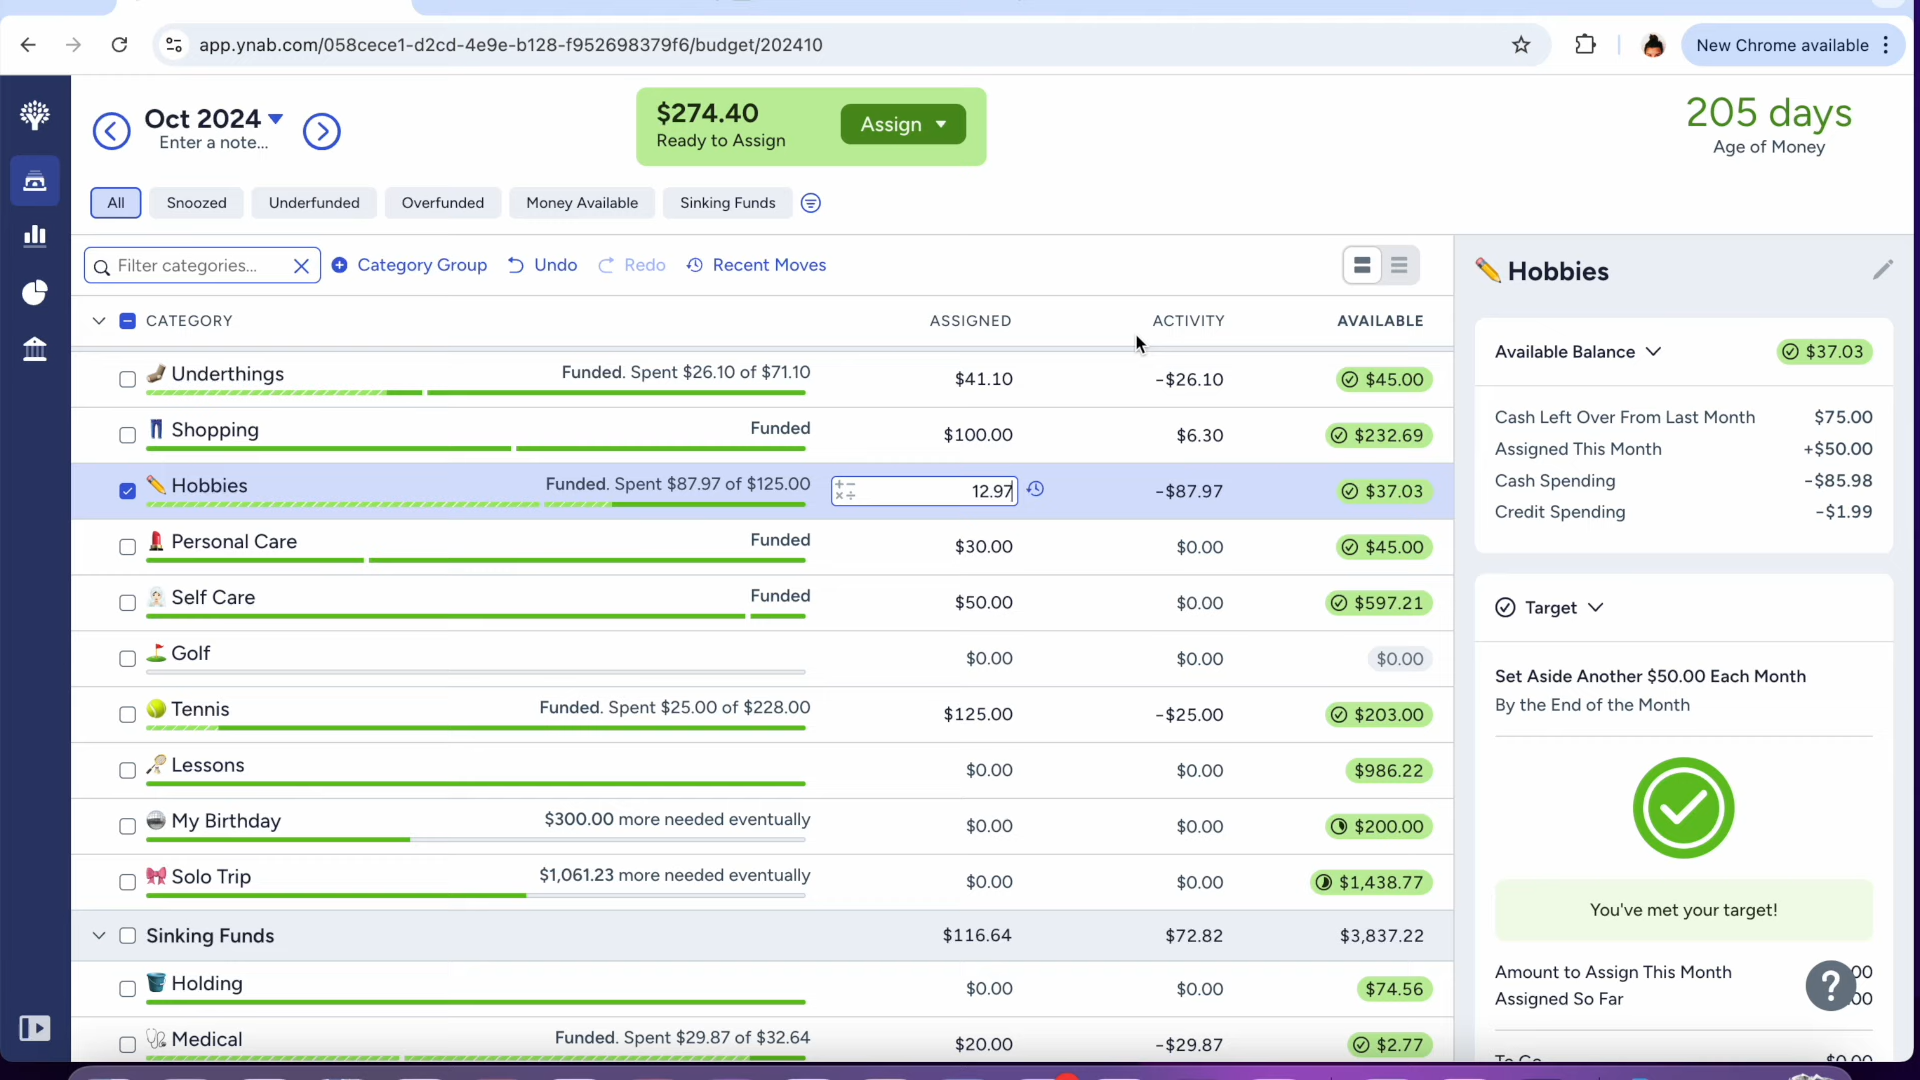 app.ynab.com/058cece1-d2cd-4e9e-b128-f952698379f6/budget/202410
New Chrome available
Oct 2024
Enter a note...
$274.40
Ready to Assign
Assign
205 days
Age of Money
All
Snoozed
Underfunded
Overfunded
Money Available
Sinking Funds
Filter categories...
Category Group
Undo
Redo
Recent Moves
CATEGORY ASSIGNED ACTIVITY AVAILABLE
Underthings Funded. Spent $26.10 of $71.10 $41.10 -$26.10 $45.00
Shopping Funded $100.00 $6.30 $232.69
Hobbies Funded. Spent $87.97 of $125.00 12.97 -$87.97 $37.03
Personal Care Funded $30.00 $0.00 $45.00
Self Care Funded $50.00 $0.00 $597.21
Golf $0.00 $0.00 $0.00
Tennis Funded. Spent $25.00 of $228.00 $125.00 -$25.00 $203.00
Lessons $0.00 $0.00 $986.22
My Birthday $300.00 more needed eventually $0.00 $0.00 $200.00
Solo Trip $1,061.23 more needed eventually $0.00 $0.00 $1,438.77
Sinking Funds $116.64 $72.82 $3,837.22
Holding $0.00 $0.00 $74.56
Medical Funded. Spent $29.87 of $32.64 $20.00 -$29.87 $2.77
Hobbies
Available Balance $37.03
Cash Left Over From Last Month $75.00
Assigned This Month +$50.00
Cash Spending -$85.98
Credit Spending -$1.99
Target
Set Aside Another $50.00 Each Month
By the End of the Month
You've met your target!
Amount to Assign This Month
Assigned So Far
To Go $0.00
?